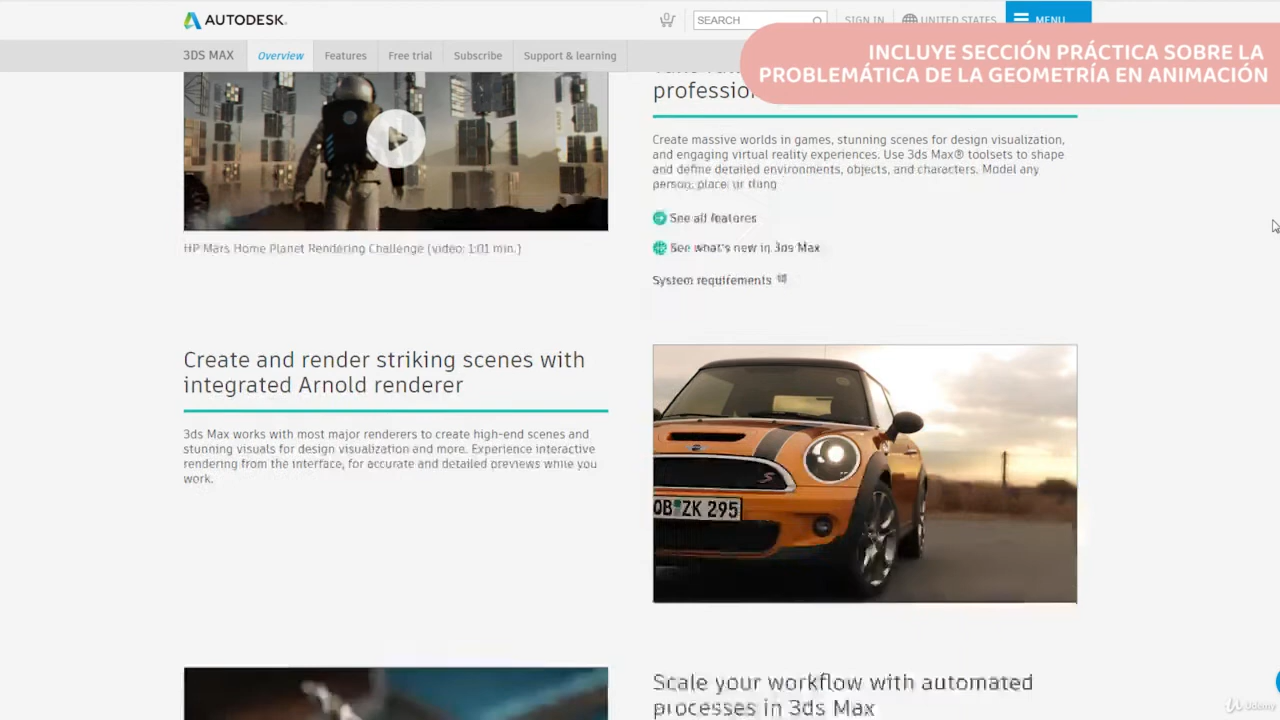 AUTODESK.
0
SEARCH
SIGN IN
UNITED STATES
MENU
3DS MAX
Overview
Features
Free trial
Subscribe
Support & learning
INCLUYE SECCIÓN PRÁCTICA SOBRE LA
PROBLEMÁTICA DE LA GEOMETRÍA EN ANIMACIÓN
Create massive worlds in games, stunning scenes for design visualization,
and engaging virtual reality experiences. Use 3ds Max® toolsets to shape
and define detailed environments, objects, and characters. Model any
person, place, or thing
See all features
See what's new in 3ds Max
System requirements
HP Mars Home Planet Rendering Challenge (video: 1:01 min.)
Create and render striking scenes with
integrated Arnold renderer
3ds Max works with most major renderers to create high-end scenes and
stunning visuals for design visualization and more. Experience interactive
rendering from the interface, for accurate and detailed previews while you
work.
S
OB ZK 295
Scale your workflow with automated
processes in 3ds Max
Udemy